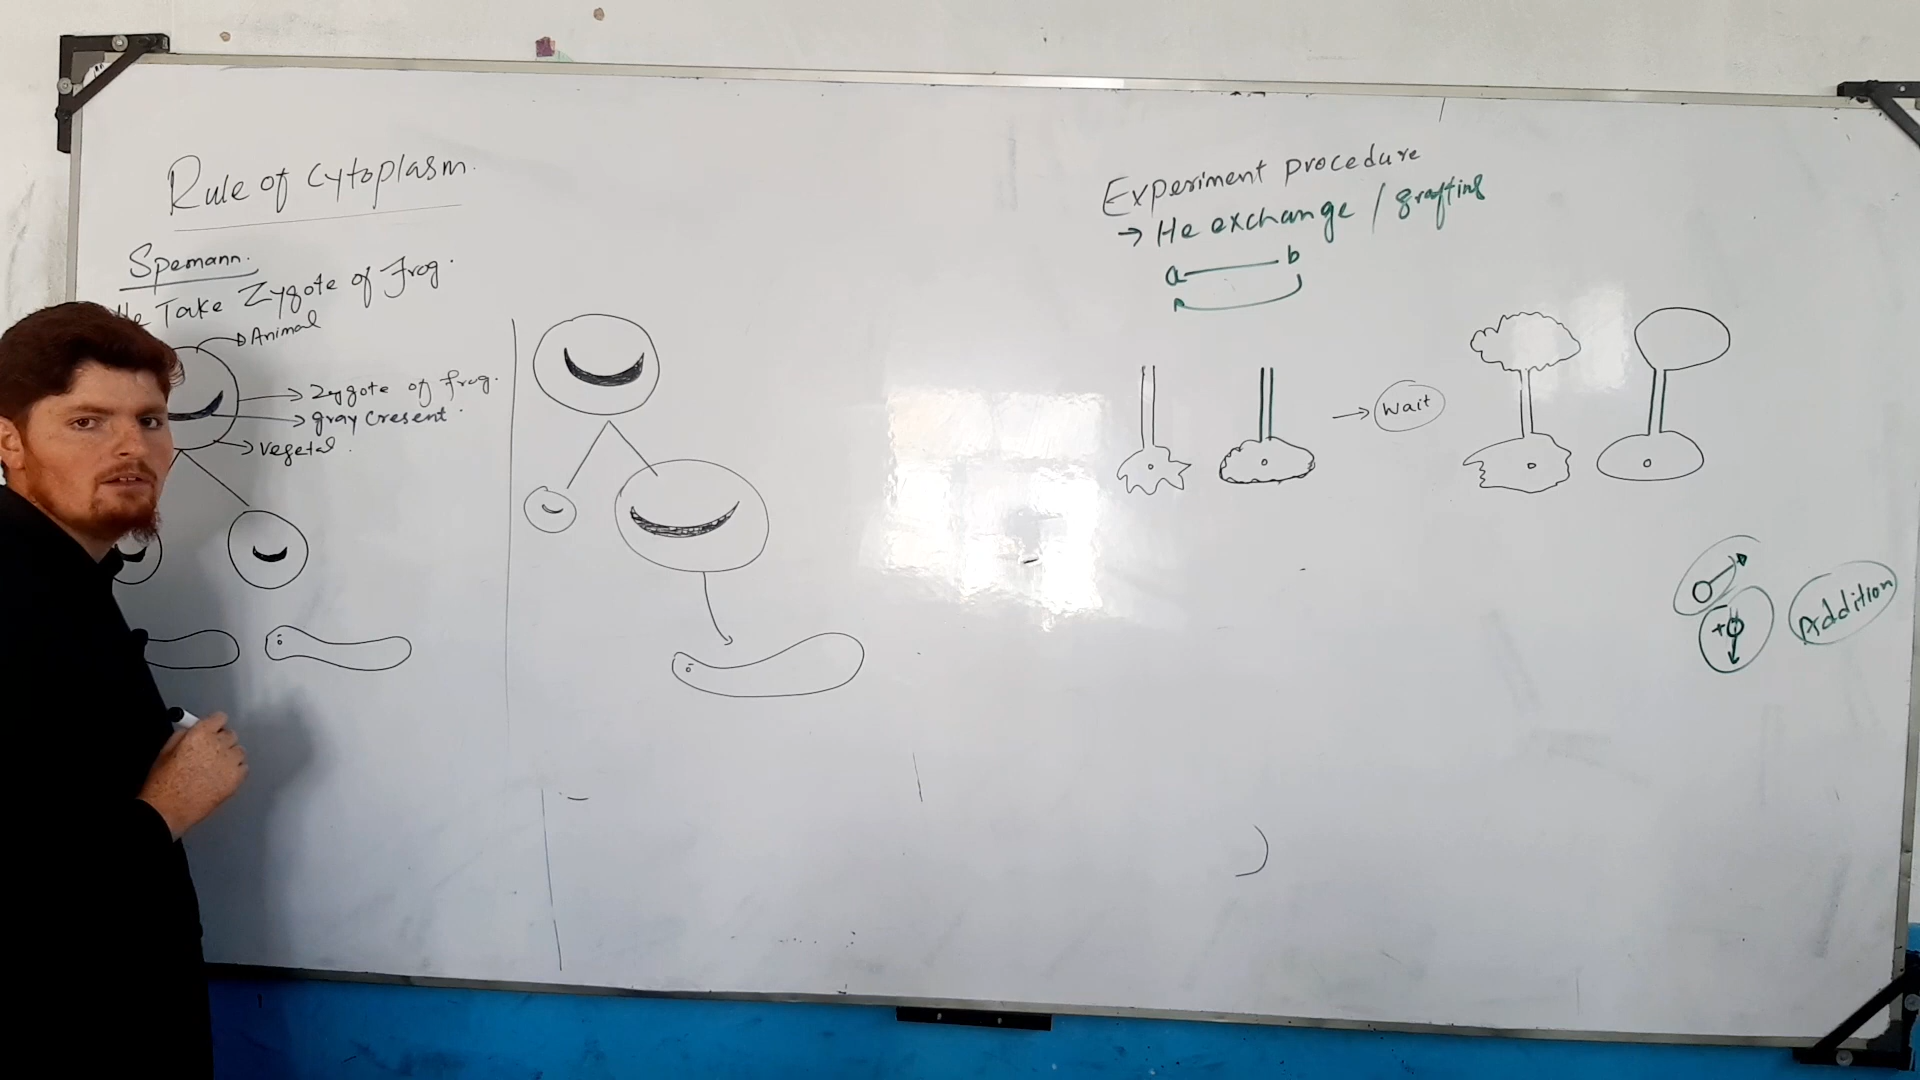 Rule of Cytoplasm.
Spemann.
He Take Zygote of Frog.
Animal
Zygote of frog.
gray Cresent.
Vegetal.
Experiment procedure
→ He exchange / grafting
a b
→ Wait
+
Addition